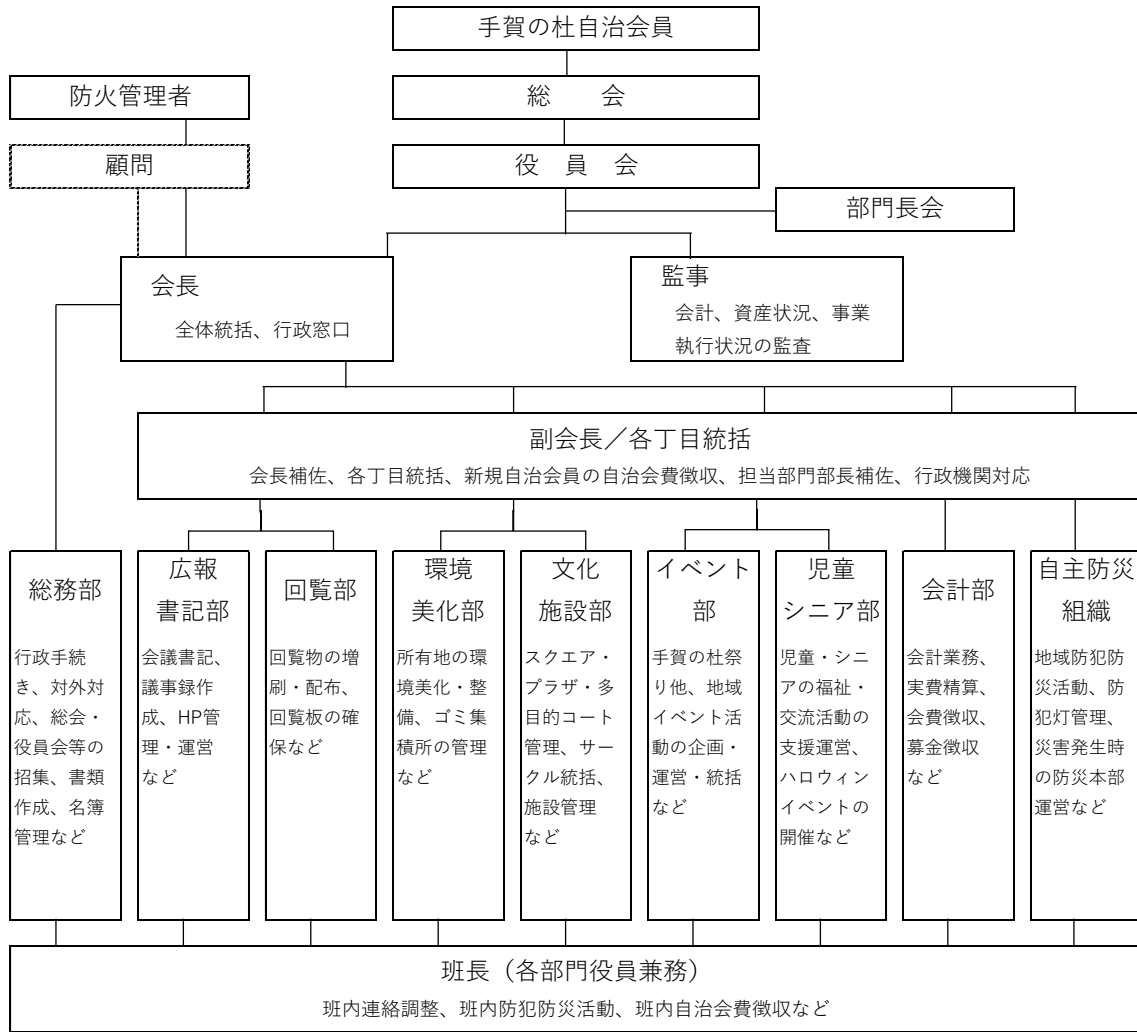 手賀の杜自治会員
防火管理者
総　　会
顧問
役　員　会
部門長会
会長
全体統括、行政窓口
監事
会計、資産状況、事業
執行状況の監査
副会長／各丁目統括
会長補佐、各丁目統括、新規自治会員の自治会費徴収、担当部門部長補佐、行政機関対応
総務部
行政手続
き、対外対
応、総会・
役員会等の
招集、書類
作成、名簿
管理など
広報
書記部
会議書記、
議事録作
成、HP管
理・運営
など
回覧部
回覧物の増
刷・配布、
回覧板の確
保など
環境
美化部
所有地の環
境美化・整
備、ゴミ集
積所の管理
など
文化
施設部
スクエア・
プラザ・多
目的コート
管理、サー
クル統括、
施設管理
など
イベント
部
手賀の杜祭
り他、地域
イベント活
動の企画・
運営・統括
など
児童
シニア部
児童・シニ
アの福祉・
交流活動の
支援運営、
ハロウィン
イベントの
開催など
会計部
会計業務、
実費精算、
会費徴収、
募金徴収
など
自主防災
組織
地域防犯防
災活動、防
犯灯管理、
災害発生時
の防災本部
運営など
班長（各部門役員兼務）
班内連絡調整、班内防犯防災活動、班内自治会費徴収など